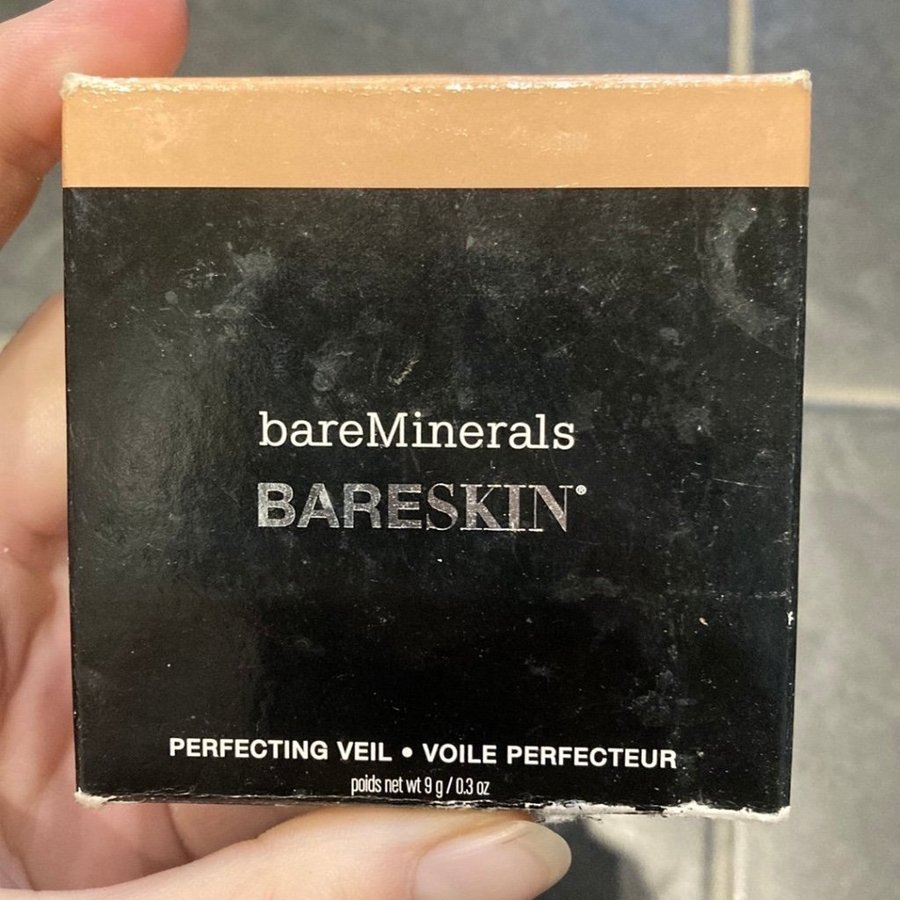 bareMinerals
BARESKIN®
PERFECTING VEIL • VOILE PERFECTEUR
poids net wt 9 g / 0.3 oz